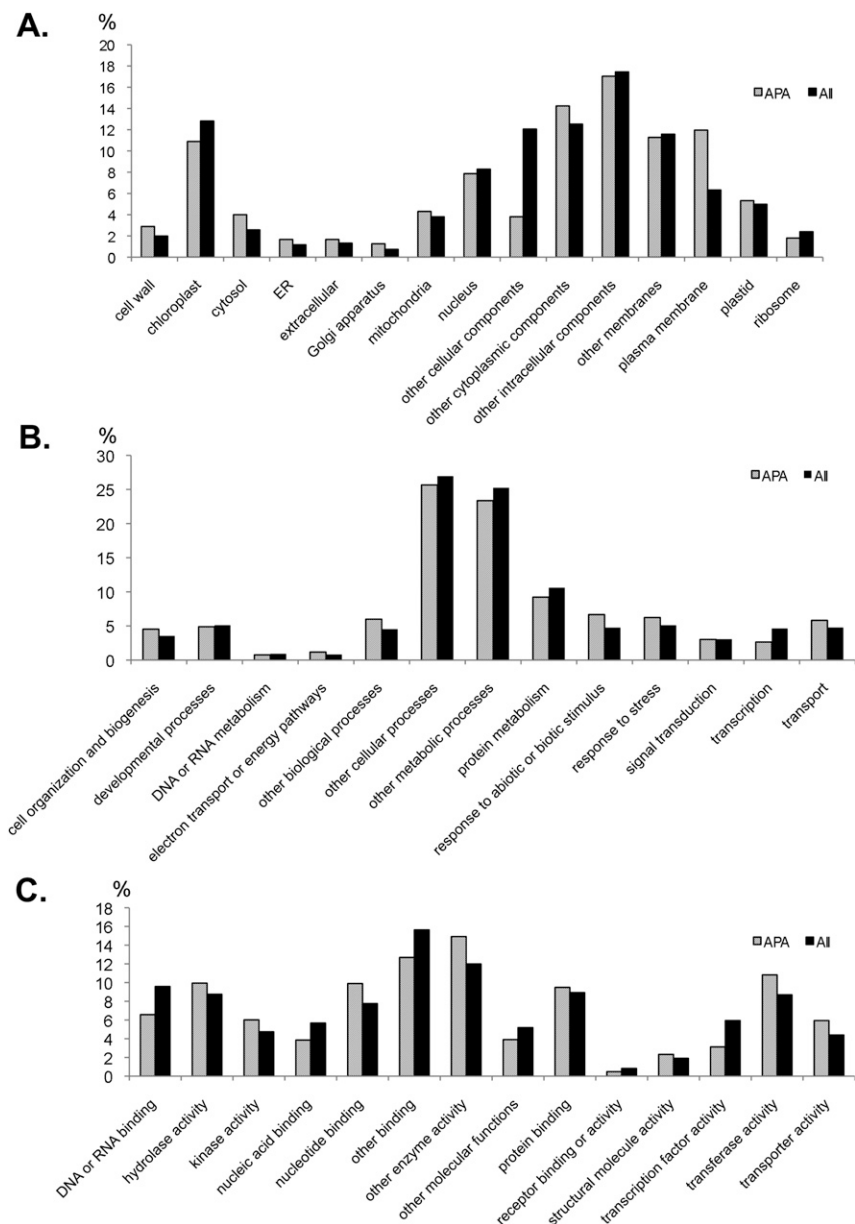 A.
%
20
18
16
14
12
10
8
6
4
2
0
APA All
cell wall
chloroplast
cytosol
ER
extracellular
Golgi apparatus
mitochondria
nucleus
other cellular components
other cytoplasmic components
other intracellular components
other membranes
plasma membrane
plastid
ribosome
B.
%
30
25
20
15
10
5
0
APA All
cell organization and biogenesis
developmental processes
DNA or RNA metabolism
electron transport or energy pathways
other biological processes
other cellular processes
other metabolic processes
protein metabolism
response to abiotic or biotic stimulus
response to stress
signal transduction
transcription
transport
C.
%
18
16
14
12
10
8
6
4
2
0
APA All
DNA or RNA binding
hydrolase activity
kinase activity
nucleic acid binding
nucleotide binding
other binding
other enzyme activity
other molecular functions
protein binding
receptor binding or activity
structural molecule activity
transcription factor activity
transferase activity
transporter activity